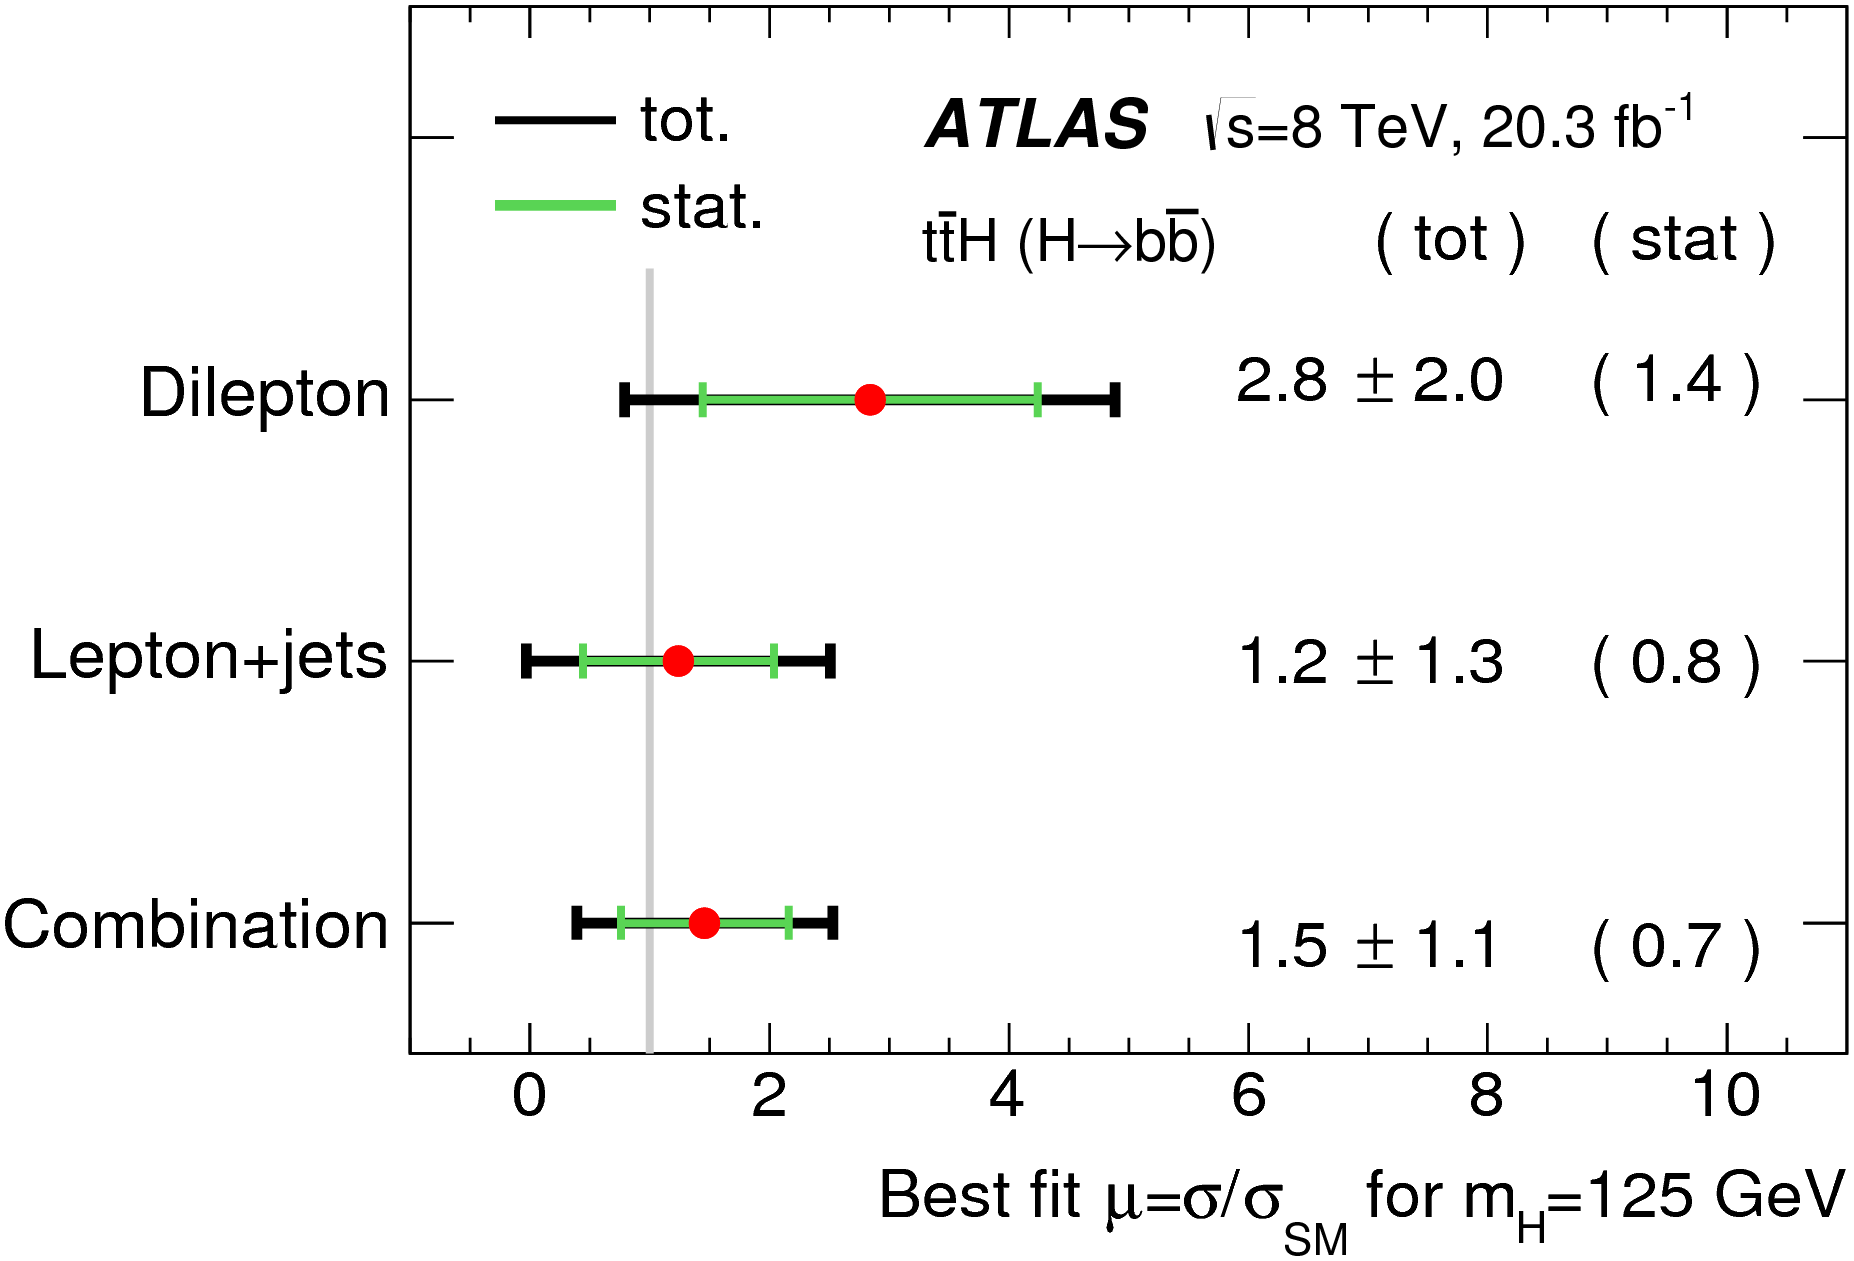 tot.
stat.
ATLAS √s=8 TeV, 20.3 fb⁻¹
tt̅H (H→bb̅) ( tot ) ( stat )
Dilepton 2.8 ± 2.0 ( 1.4 )
Lepton+jets 1.2 ± 1.3 ( 0.8 )
Combination 1.5 ± 1.1 ( 0.7 )
0 2 4 6 8 10
Best fit μ=σ/σ_SM for m_H=125 GeV